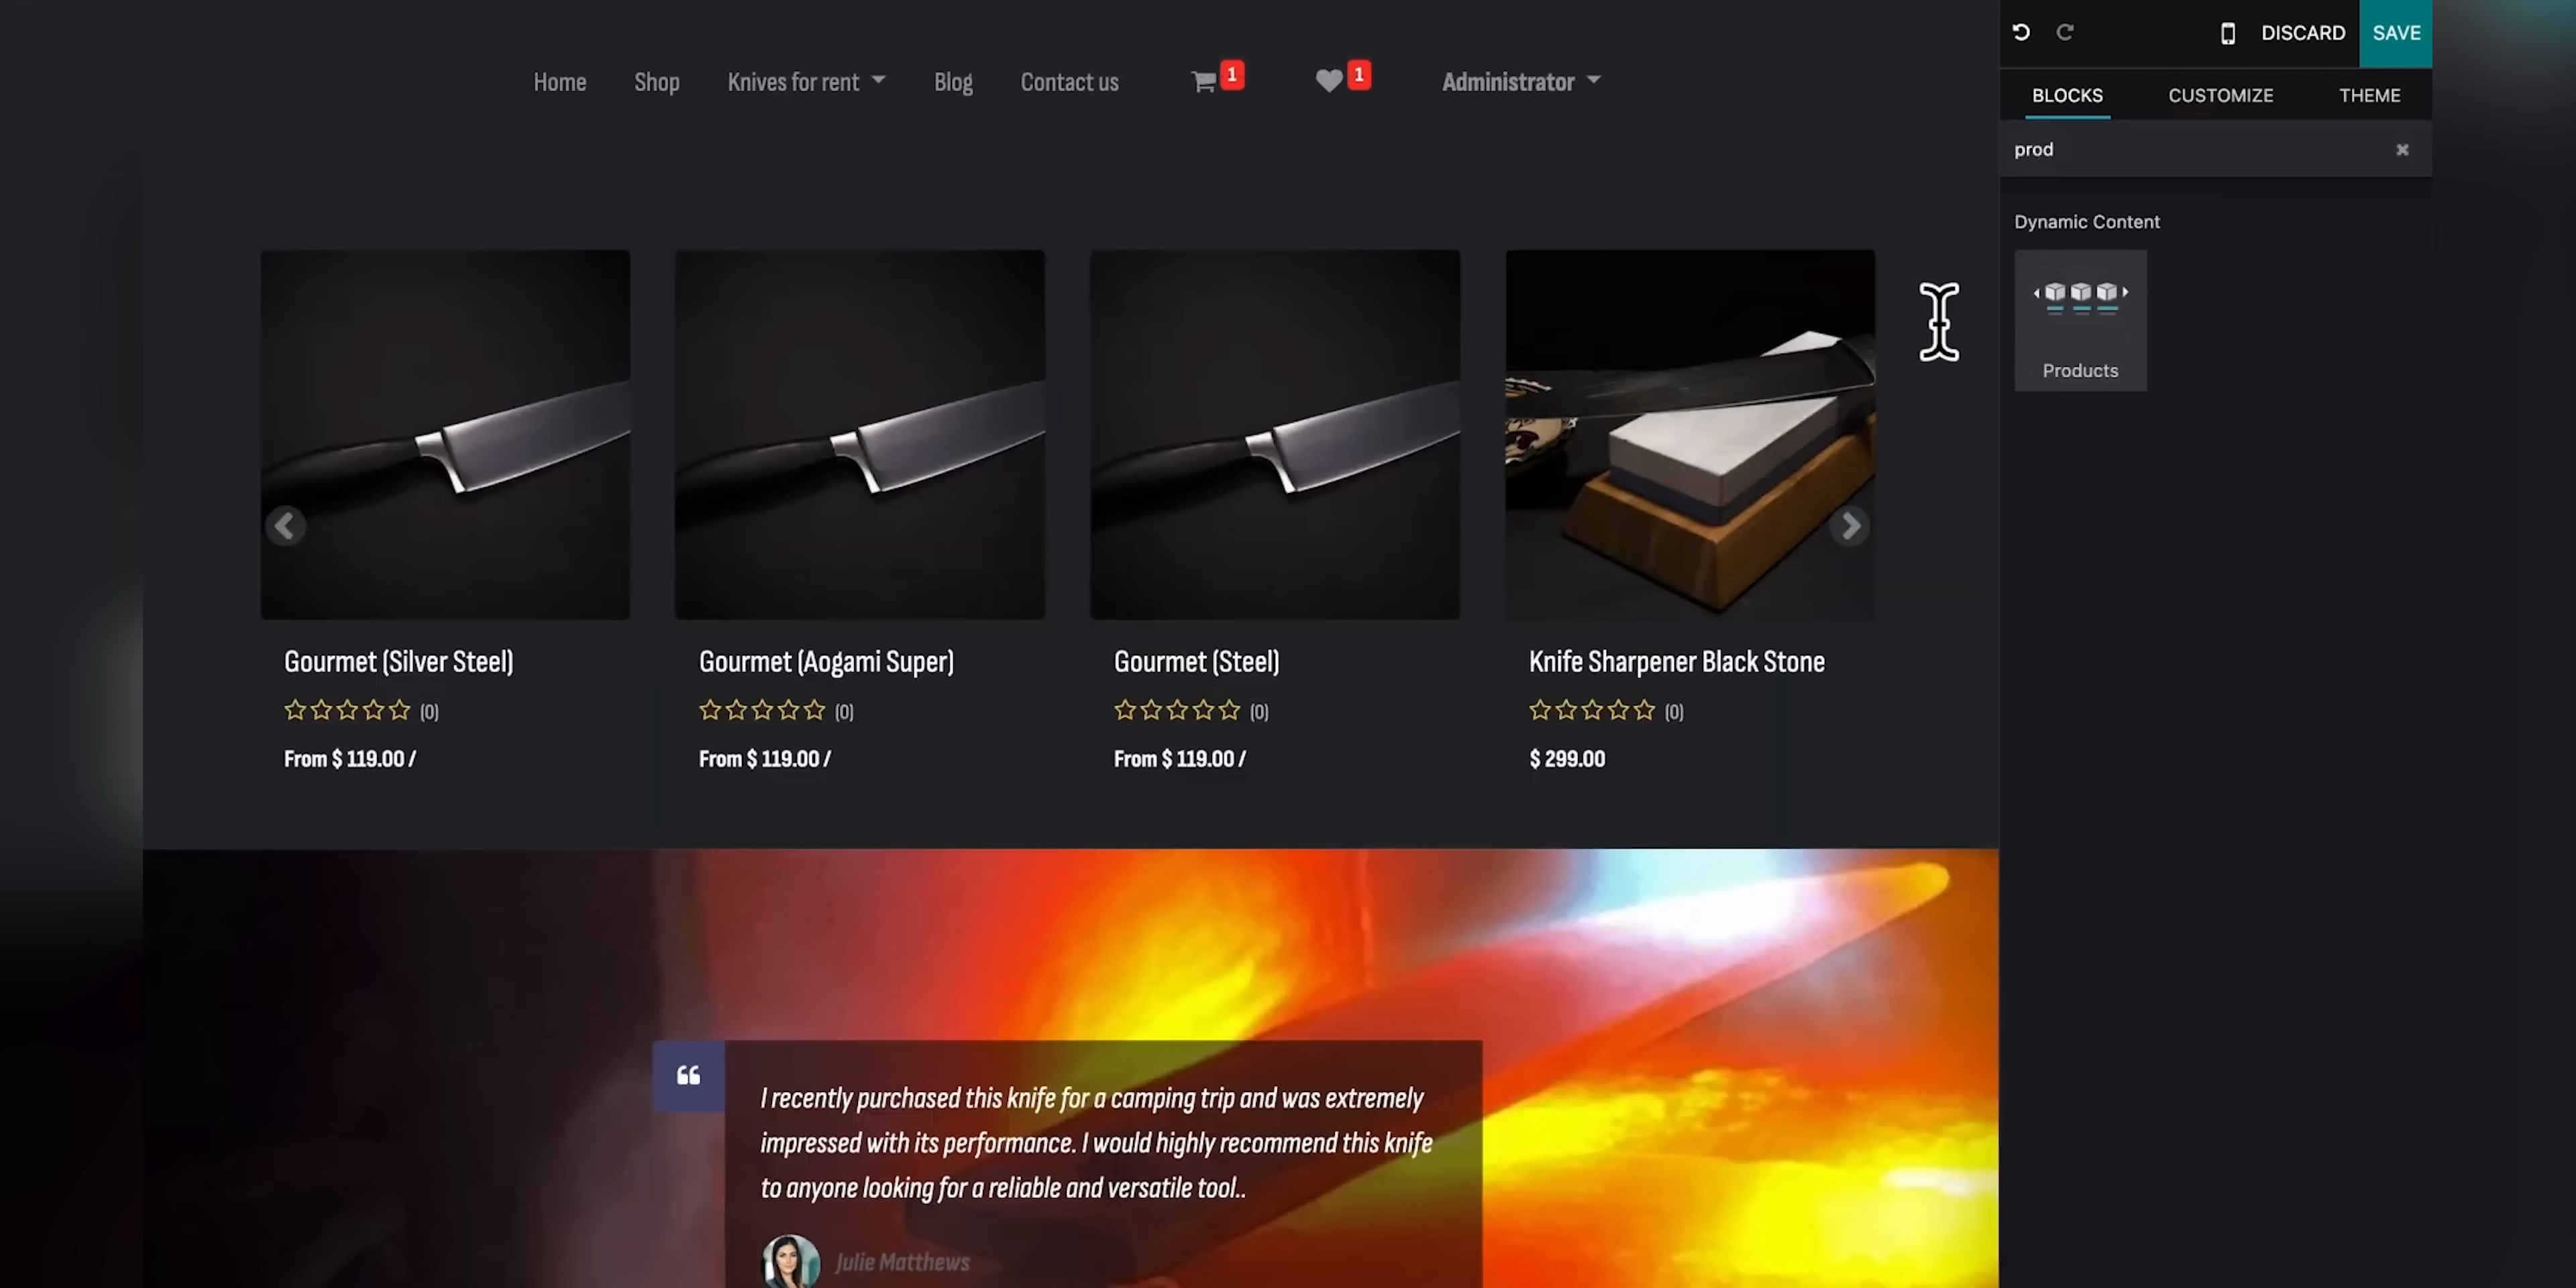 Home Shop Knives for rent Blog Contact us 1 1 Administrator
DISCARD SAVE
BLOCKS CUSTOMIZE THEME
prod
Dynamic Content
Products
Gourmet (Silver Steel)
(0)
From $ 119.00 /
Gourmet (Aogami Super)
(0)
From $ 119.00 /
Gourmet (Steel)
(0)
From $ 119.00 /
Knife Sharpener Black Stone
(0)
$ 299.00
I recently purchased this knife for a camping trip and was extremely
impressed with its performance. I would highly recommend this knife
to anyone looking for a reliable and versatile tool..
Julie Matthews